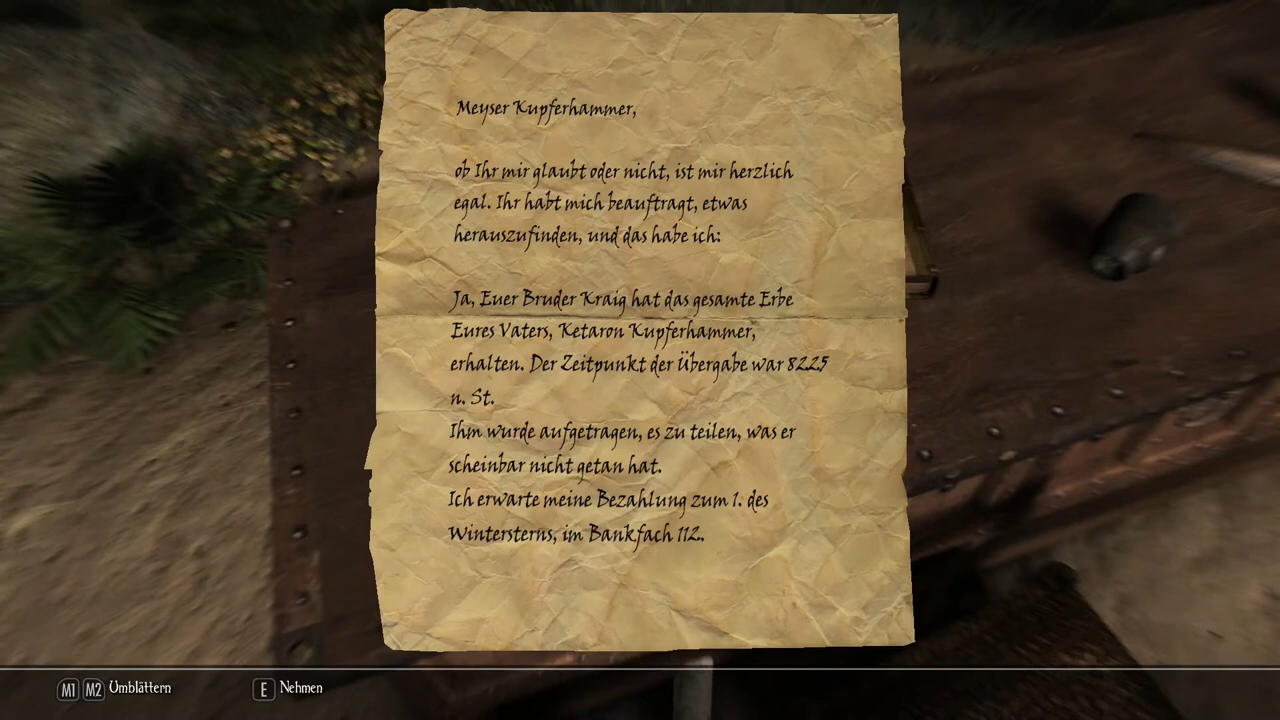 Meyser Kupferhammer,
ob Ihr mir glaubt oder nicht, ist mir herzlich
egal. Ihr habt mich beauftragt, etwas
herauszufinden, und das habe ich:
Ja, Euer Bruder Kraig hat das gesamte Erbe
Eures Vaters, Ketaron Kupferhammer,
erhalten. Der Zeitpunkt der Übergabe war 8225
n. St.
Ihm wurde aufgetragen, es zu teilen, was er
scheinbar nicht getan hat.
Ich erwarte meine Bezahlung zum 1. des
Wintersterns, im Bankfach 112.
M1 M2 Umblättern E Nehmen